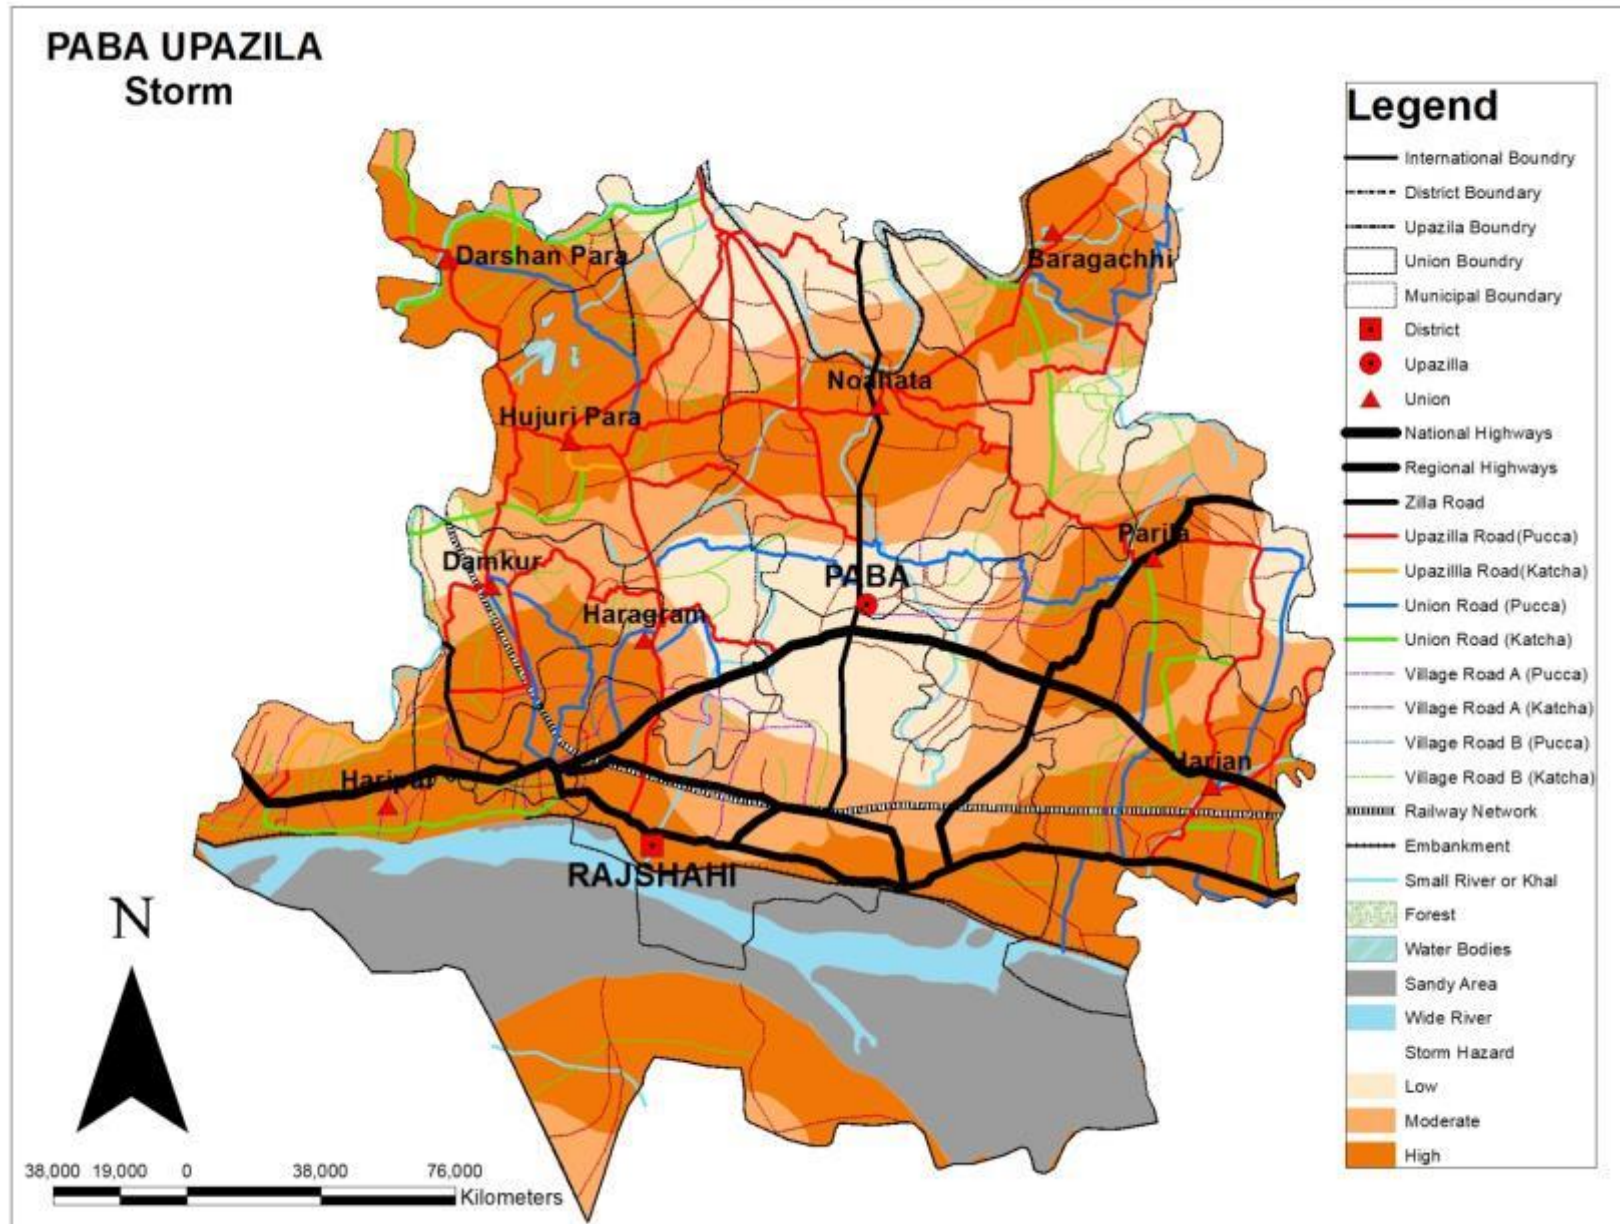 PABA UPAZILA
Storm
Darshan Para
Baragachhi
Noahata
Hujuri Para
Parila
Damkur
PABA
Haragram
Haripur
Harian
RAJSHAHI
N
38,000 19,000 0 38,000 76,000
Kilometers
Legend
International Boundry
District Boundary
Upazila Boundry
Union Boundry
Municipal Boundary
District
Upazilla
Union
National Highways
Regional Highways
Zilla Road
Upazilla Road(Pucca)
Upazillla Road(Katcha)
Union Road (Pucca)
Union Road (Katcha)
Village Road A (Pucca)
Village Road A (Katcha)
Village Road B (Pucca)
Village Road B (Katcha)
Railway Network
Embankment
Small River or Khal
Forest
Water Bodies
Sandy Area
Wide River
Storm Hazard
Low
Moderate
High